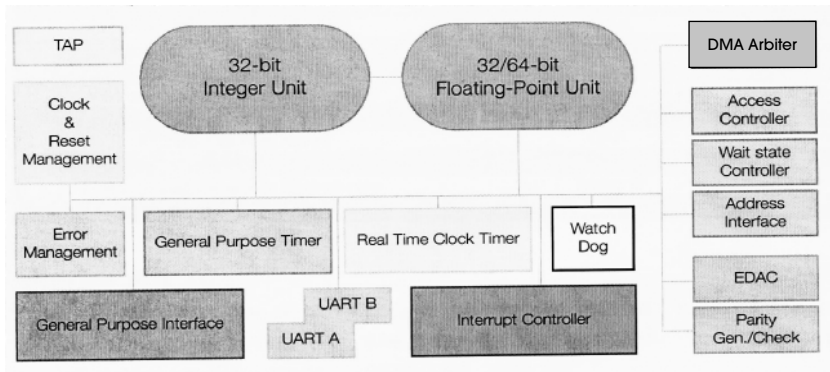 TAP
32-bit
Integer Unit
32/64-bit
Floating-Point Unit
DMA Arbiter
Clock
&
Reset
Management
Access
Controller
Wait state
Controller
Address
Interface
Error
Management
General Purpose Timer
Real Time Clock Timer
Watch
Dog
EDAC
General Purpose Interface
UART B
UART A
Interrupt Controller
Parity
Gen./Check